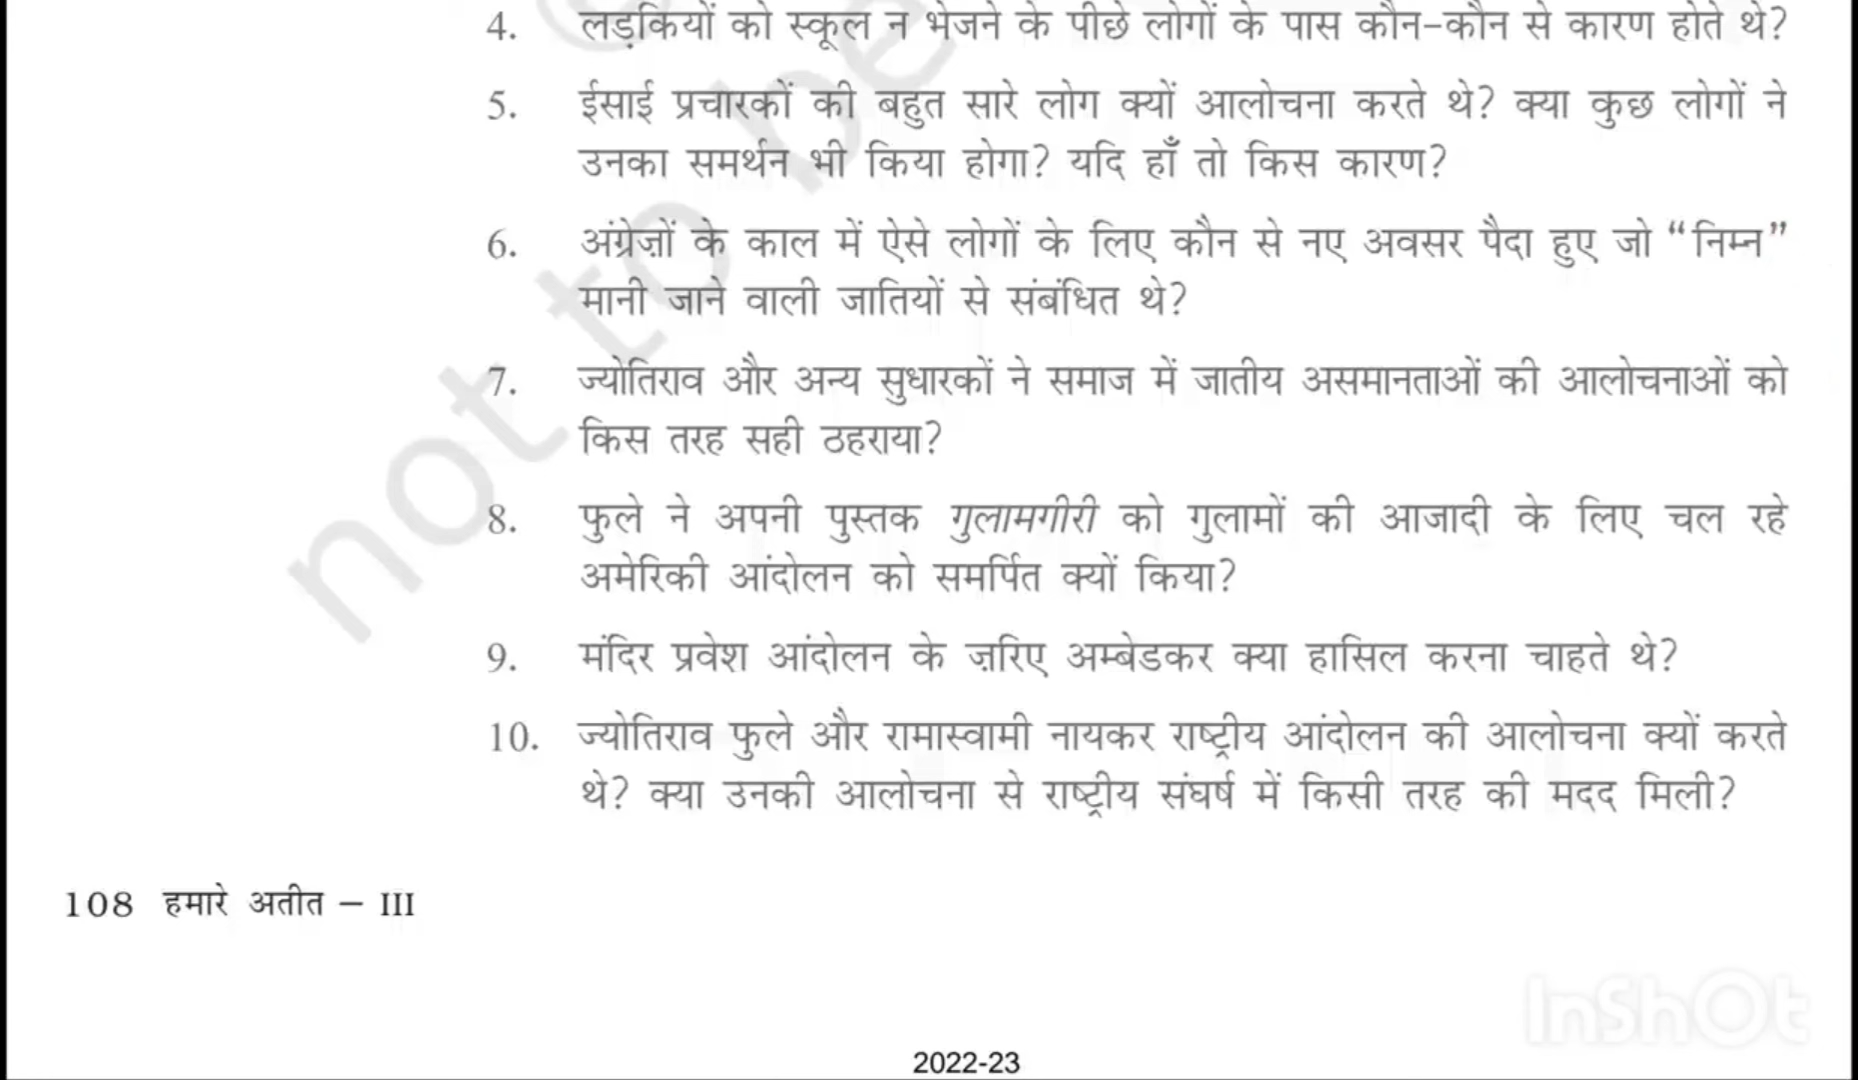 4. लड़कियों को स्कूल न भेजने के पीछे लोगों के पास कौन-कौन से कारण होते थे?
5. ईसाई प्रचारकों की बहुत सारे लोग क्यों आलोचना करते थे? क्या कुछ लोगों ने
उनका समर्थन भी किया होगा? यदि हाँ तो किस कारण?
6. अंग्रेज़ों के काल में ऐसे लोगों के लिए कौन से नए अवसर पैदा हुए जो “निम्न”
मानी जाने वाली जातियों से संबंधित थे?
7. ज्योतिराव और अन्य सुधारकों ने समाज में जातीय असमानताओं की आलोचनाओं को
किस तरह सही ठहराया?
8. फुले ने अपनी पुस्तक गुलामगीरी को गुलामों की आजादी के लिए चल रहे
अमेरिकी आंदोलन को समर्पित क्यों किया?
9. मंदिर प्रवेश आंदोलन के ज़रिए अम्बेडकर क्या हासिल करना चाहते थे?
10. ज्योतिराव फुले और रामास्वामी नायकर राष्ट्रीय आंदोलन की आलोचना क्यों करते
थे? क्या उनकी आलोचना से राष्ट्रीय संघर्ष में किसी तरह की मदद मिली?
not to be
108 हमारे अतीत – III
InShOt
2022-23